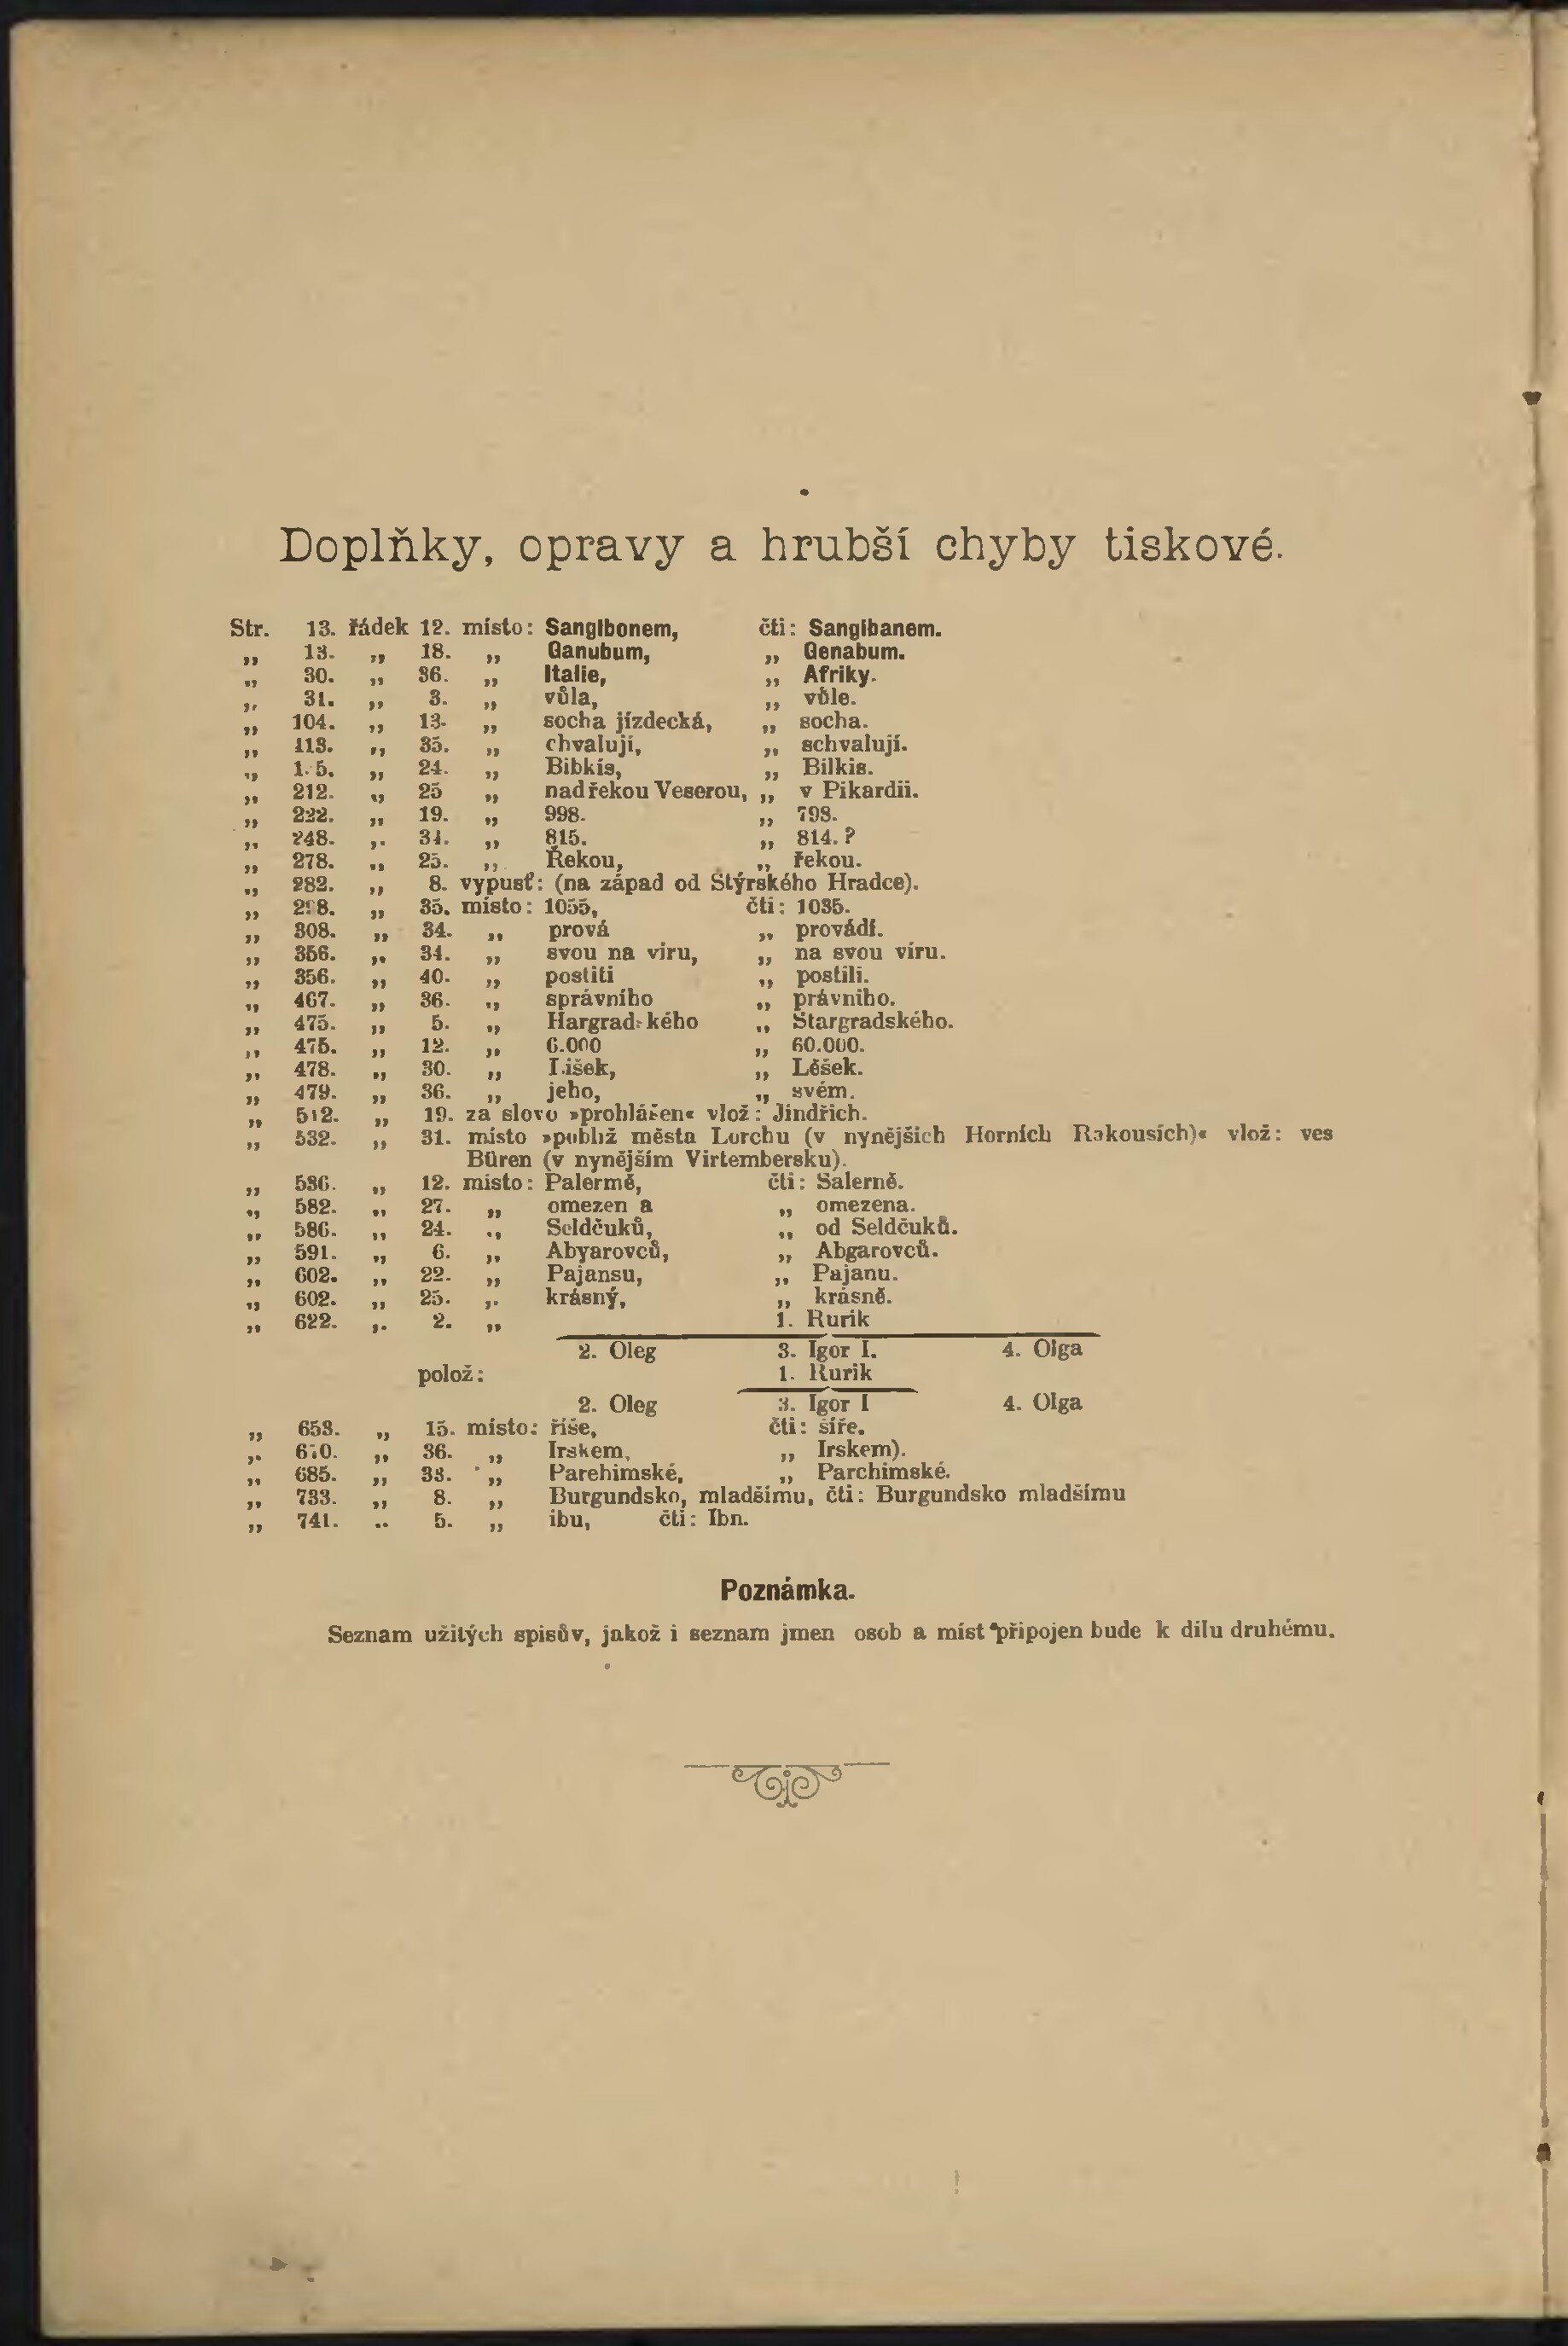 Doplňky, opravy a hrubší chyby tiskové.
Str. 13. řádek 12. místo: Sangibonem, čti: Sangibanem.
„ 13. „ 18. „ Ganubum, „ Genabum.
„ 30. „ 36. „ Italie, „ Afriky.
„ 31. „ 3. „ vůla, „ vůle.
„ 104. „ 13. „ socha jízdecká, „ socha.
„ 113. „ 35. „ chvalují, „ schvalují.
„ „ 24. „ Bibkis, „ Bilkis.
„ 212. „ 25 „ nad řekou Veserou, „ v Pikardii.
„ 222. „ 19. „ 998. „ 798.
„ 248. „ 31. „ 815. „ 814. ?
„ 278. „ 25. „ Řekou, „ řekou.
„ 282. „ 8. vypusť: (na západ od Štýrského Hradce).
„ „ 35. místo: 1055, čti: 1035.
„ 308. „ 34. „ prová „ provádí.
„ 356. „ 34. „ svou na víru, „ na svou víru.
„ 356. „ 40. „ postiti „ postili.
„ 467. „ 36. „ správního „ právního.
„ 475. „ 5. „ Hargradského „ Stargradského.
„ 475. „ 12. „ 6.000 „ 60.000.
„ 478. „ 30. „ Lišek, „ Lěšek.
„ 479. „ 36. „ jeho, „ svém.
„ 512. „ 19. za slovo »prohlášen« vlož: Jindřich.
„ 532. „ 31. místo »poblíž města Lorchu (v nynějších Horních Rakousích)« vlož: ves
Büren (v nynějším Virtembersku).
„ 536. „ 12. místo: Palermě, čti: Salerně.
„ 582. „ 27. „ omezen a „ omezena.
„ 586. „ 24. „ Seldčuků, „ od Seldčuků.
„ 591. „ 6. „ Abyarovců, „ Abgarovců.
„ 602. „ 22. „ Pajansu, „ Pajanu.
„ 602. „ 25. „ krásný, „ krásně.
„ 622. „ 2. „ 1. Rurik
2. Oleg 3. Igor I. 4. Olga
polož: 1. Rurik
2. Oleg 3. Igor I 4. Olga
„ 653. „ 15. místo: říše, čti: šíře.
„ 670. „ 36. „ Irskem, „ Irskem).
„ 685. „ 33. „ Parehimské, „ Parchimské.
„ 733. „ 8. „ Burgundsko, mladšímu, čti: Burgundsko mladšímu
„ 741. „ 5. „ ibu, čti: Ibn.
Poznámka.
Seznam užitých spisův, jakož i seznam jmen osob a míst připojen bude k dílu druhému.